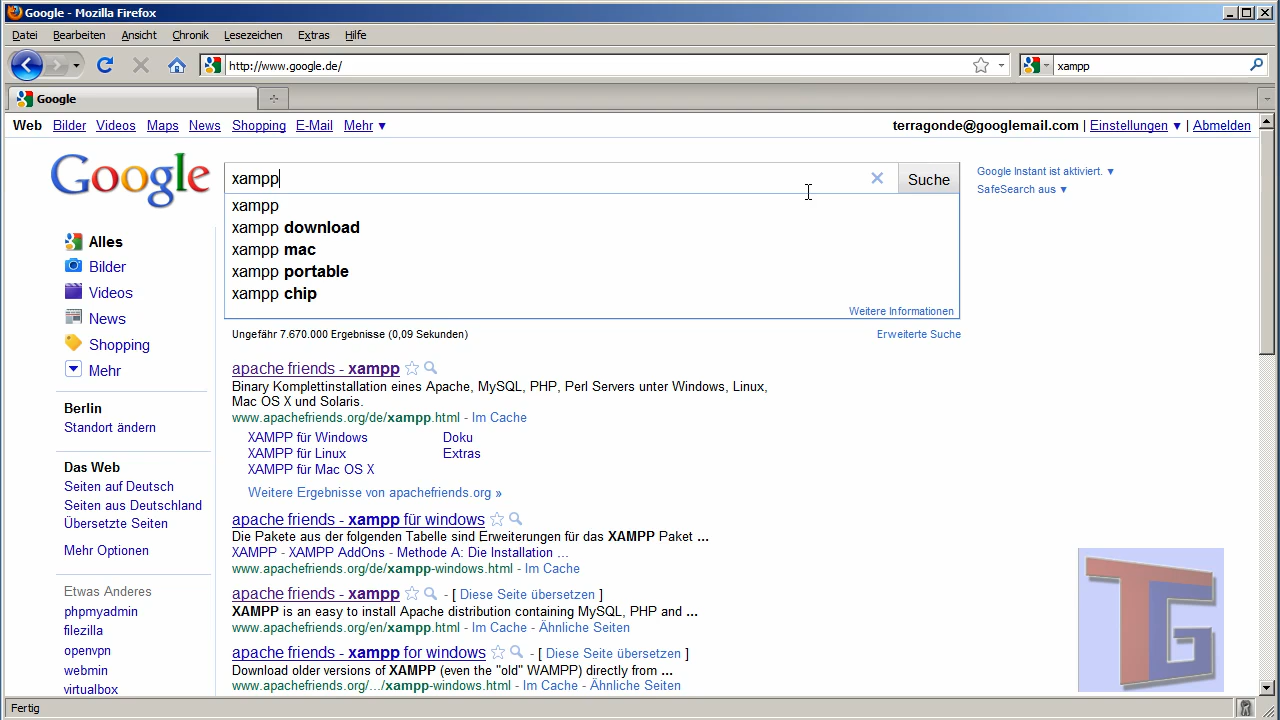 Google - Mozilla Firefox
Datei Bearbeiten Ansicht Chronik Lesezeichen Extras Hilfe
http://www.google.de/ xampp
Google
Web Bilder Videos Maps News Shopping E-Mail Mehr ▼ terragonde@googlemail.com | Einstellungen ▼ | Abmelden
Google xampp Suche
Google Instant ist aktiviert. ▼
SafeSearch aus ▼
xampp
xampp download
xampp mac
xampp portable
xampp chip
Weitere Informationen
Ungefähr 7.670.000 Ergebnisse (0,09 Sekunden) Erweiterte Suche
Alles
Bilder
Videos
News
Shopping
Mehr
Berlin
Standort ändern
Das Web
Seiten auf Deutsch
Seiten aus Deutschland
Übersetzte Seiten
Mehr Optionen
Etwas Anderes
phpmyadmin
filezilla
openvpn
webmin
virtualbox
apache friends - xampp
Binary Komplettinstallation eines Apache, MySQL, PHP, Perl Servers unter Windows, Linux,
Mac OS X und Solaris.
www.apachefriends.org/de/xampp.html - Im Cache
XAMPP für Windows Doku
XAMPP für Linux Extras
XAMPP für Mac OS X
Weitere Ergebnisse von apachefriends.org »
apache friends - xampp für windows
Die Pakete aus der folgenden Tabelle sind Erweiterungen für das XAMPP Paket ...
XAMPP - XAMPP AddOns - Methode A: Die Installation ...
www.apachefriends.org/de/xampp-windows.html - Im Cache
apache friends - xampp - [ Diese Seite übersetzen ]
XAMPP is an easy to install Apache distribution containing MySQL, PHP and ...
www.apachefriends.org/en/xampp.html - Im Cache - Ähnliche Seiten
apache friends - xampp for windows - [ Diese Seite übersetzen ]
Download older versions of XAMPP (even the "old" WAMPP) directly from ...
www.apachefriends.org/.../xampp-windows.html - Im Cache - Ähnliche Seiten
TG
Fertig